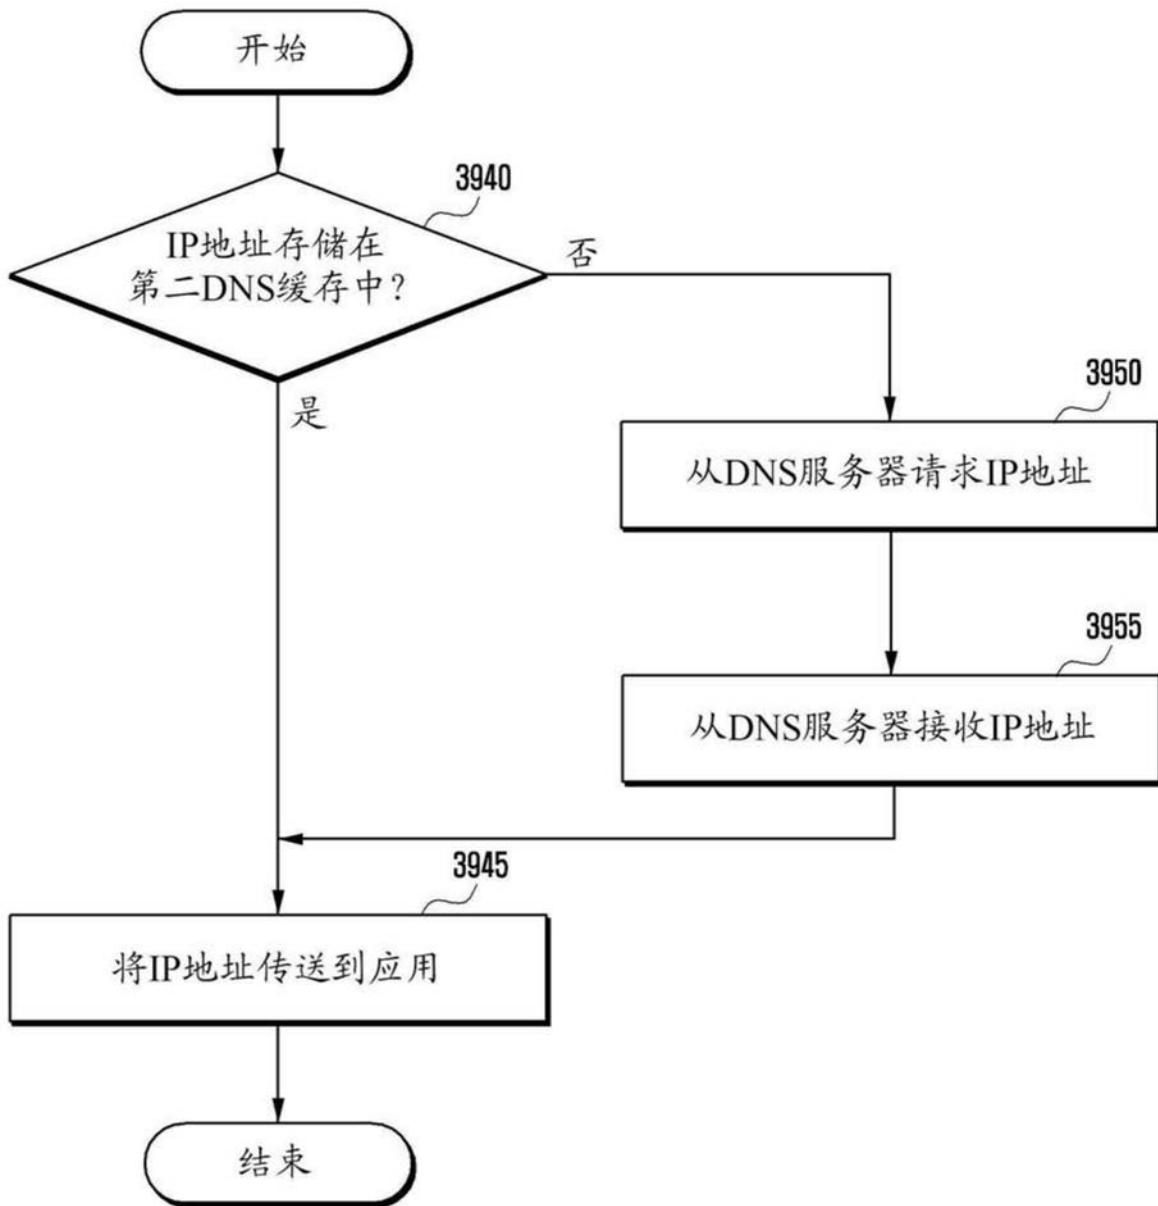 开始
3940
IP地址存储在
第二DNS缓存中?
否
是
3950
从DNS服务器请求IP地址
3955
从DNS服务器接收IP地址
3945
将IP地址传送到应用
结束